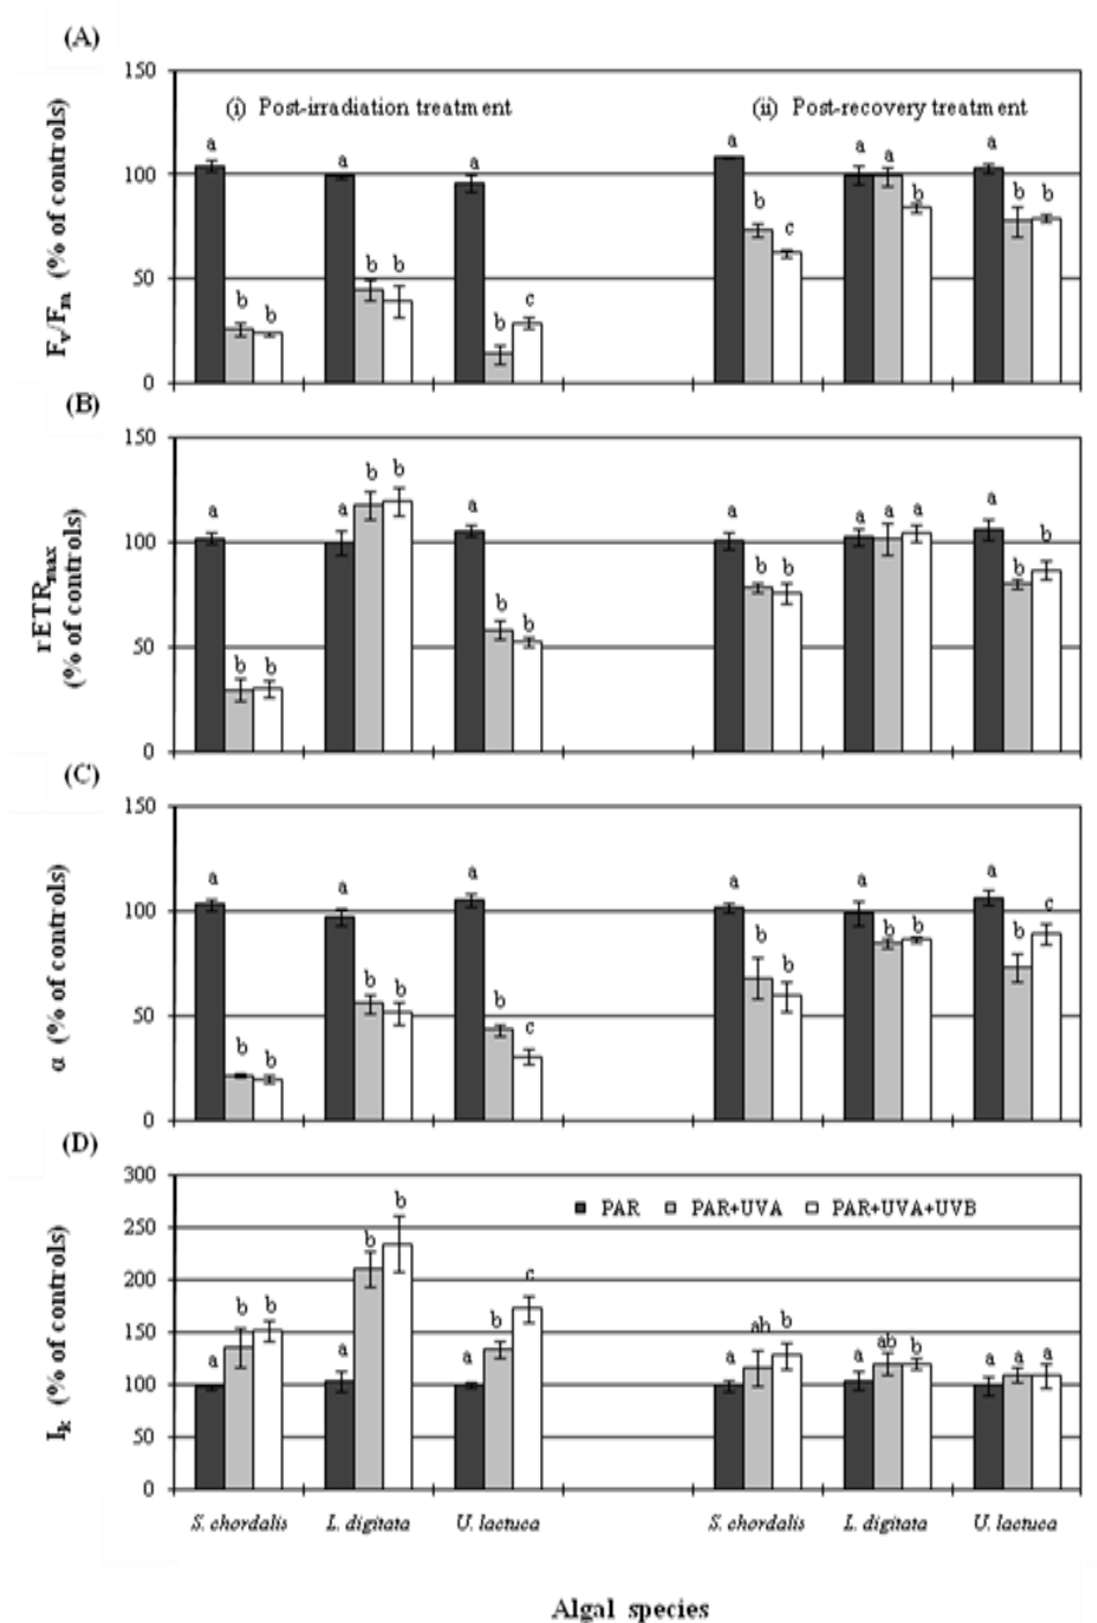 (A)
150
(i) Post-irradiation treatment
(ii) Post-recovery treatment
a
a
a
a
a
a
a
100
b
b
b
b
c
b
b
50
b
b
b
c
0
Fv/Fm (% of controls)
(B)
150
b
b
a
a
a
a
a
a
a
a
100
b
b
b
b
b
b
50
b
b
0
rETRmax
(% of controls)
(C)
150
a
a
a
a
a
a
100
b
b
b
b
b
c
b
b
50
b
b
b
c
0
α (% of controls)
(D)
300
PAR
PAR+UVA
PAR+UVA+UVB
250
b
b
200
c
150
b
b
b
ab
b
ab
b
100
a
a
a
a
a
a
a
a
50
0
Ik (% of controls)
S. chordalis
L. digitata
U. lactuca
S. chordalis
L. digitata
U. lactuca
Algal species